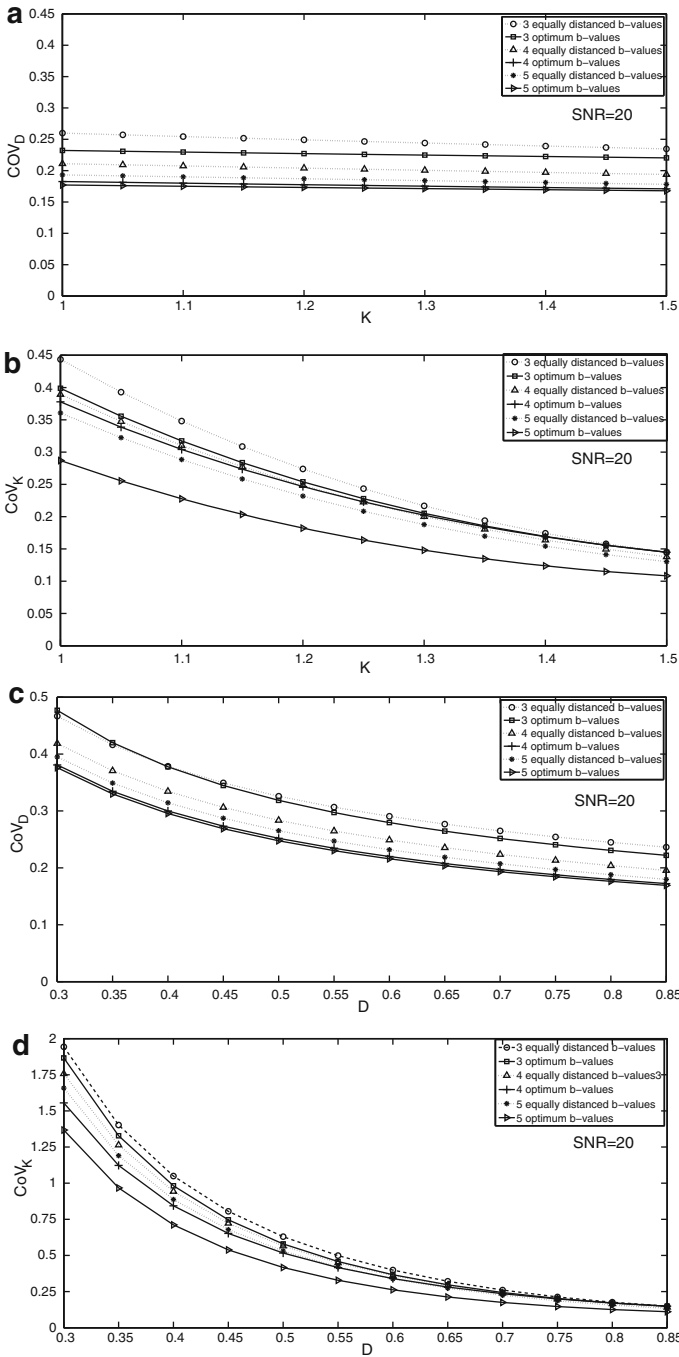 a
0.45
0.4
0.35
0.3
0.25
0.2
0.15
0.1
0.05
0
COV_D
3 equally distanced b−values
3 optimum b−values
4 equally distanced b−values
4 optimum b−values
5 equally distanced b−values
5 optimum b−values
SNR=20
1
1.1
1.2
1.3
1.4
1.5
K
b
0.45
0.4
0.35
0.3
0.25
0.2
0.15
0.1
0.05
0
CoV_K
3 equally distanced b−values
3 optimum b−values
4 equally distanced b−values
4 optimum b−values
5 equally distanced b−values
5 optimum b−values
SNR=20
1
1.1
1.2
1.3
1.4
1.5
K
c
0.5
0.4
0.3
0.2
0.1
0
CoV_D
3 equally distanced b−values
3 optimum b−values
4 equally distanced b−values
4 optimum b−values
5 equally distanced b−values
5 optimum b−values
SNR=20
0.3
0.35
0.4
0.45
0.5
0.55
0.6
0.65
0.7
0.75
0.8
0.85
D
d
2
1.75
1.5
1.25
1
0.75
0.5
0.25
0
CoV_K
3 equally distanced b−values
3 optimum b−values
4 equally distanced b−values3
4 optimum b−values
5 equally distanced b−values
5 optimum b−values
SNR=20
0.3
0.35
0.4
0.45
0.5
0.55
0.6
0.65
0.7
0.75
0.8
0.85
D